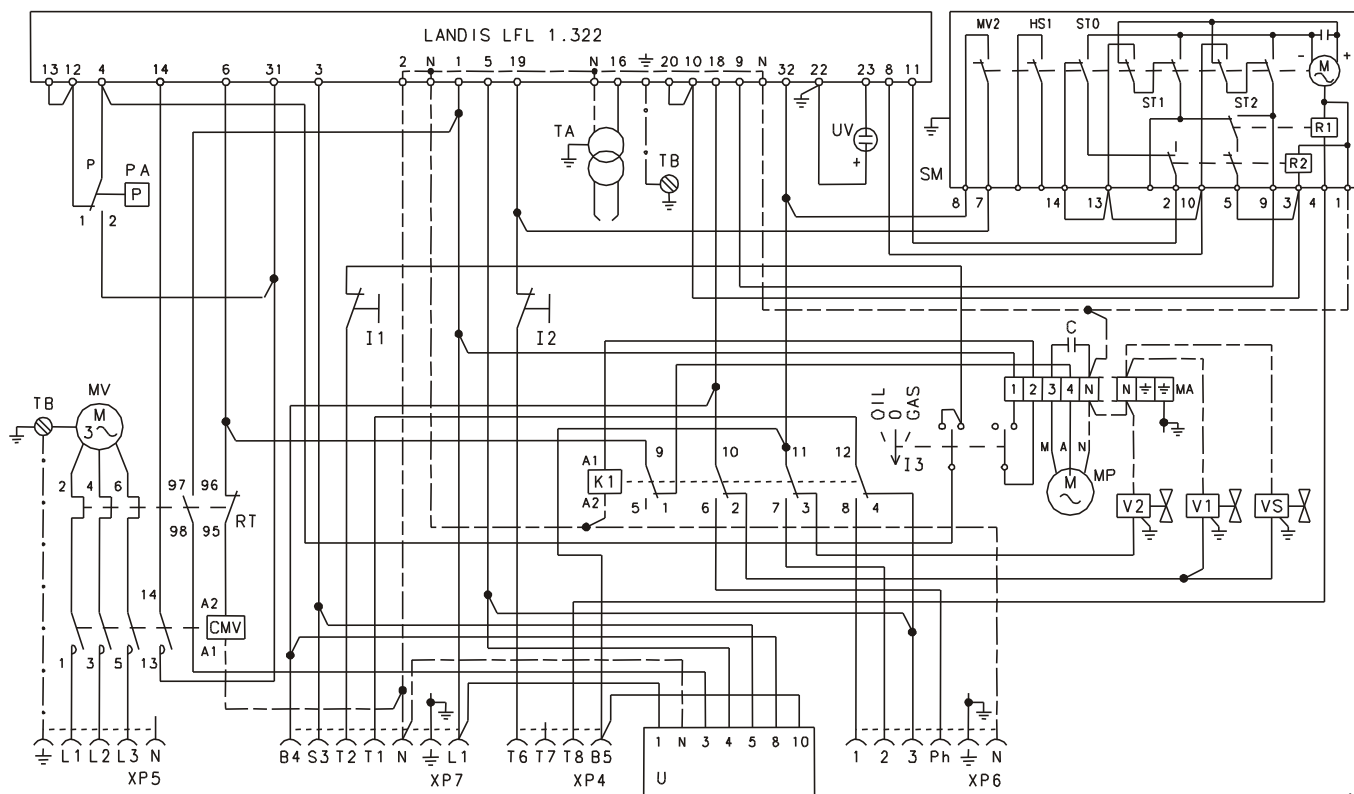 LANDIS LFL 1.322
13 12 4 14 6 31 3 2 N 1 5 19 N 16 20 10 18 9 N 32 22 23 8 11
MV2 HS1 ST0
- M +
ST1 ST2
R1
R2
SM
8 7 14 13 2 10 5 9 3 4 1
TA
TB
UV
+
P
PA
P
1 2
I1
I2
C
1 2 3 4 N N MA
OIL
0
GAS
I3
M A N
M
MP
V2 V1 VS
MV
TB
M
3
2 4 6 97 96
98 95
RT
A1
K1
A2
9 10 11 12
5 1 6 2 7 3 8 4
14
A2
CMV
A1
1 3 5 13
L1 L2 L3 N
XP5
B4 S3 T2 T1 N L1
XP7
T6 T7 T8 B5
XP4
1 N 3 4 5 8 10
U
1 2 3 Ph N
XP6